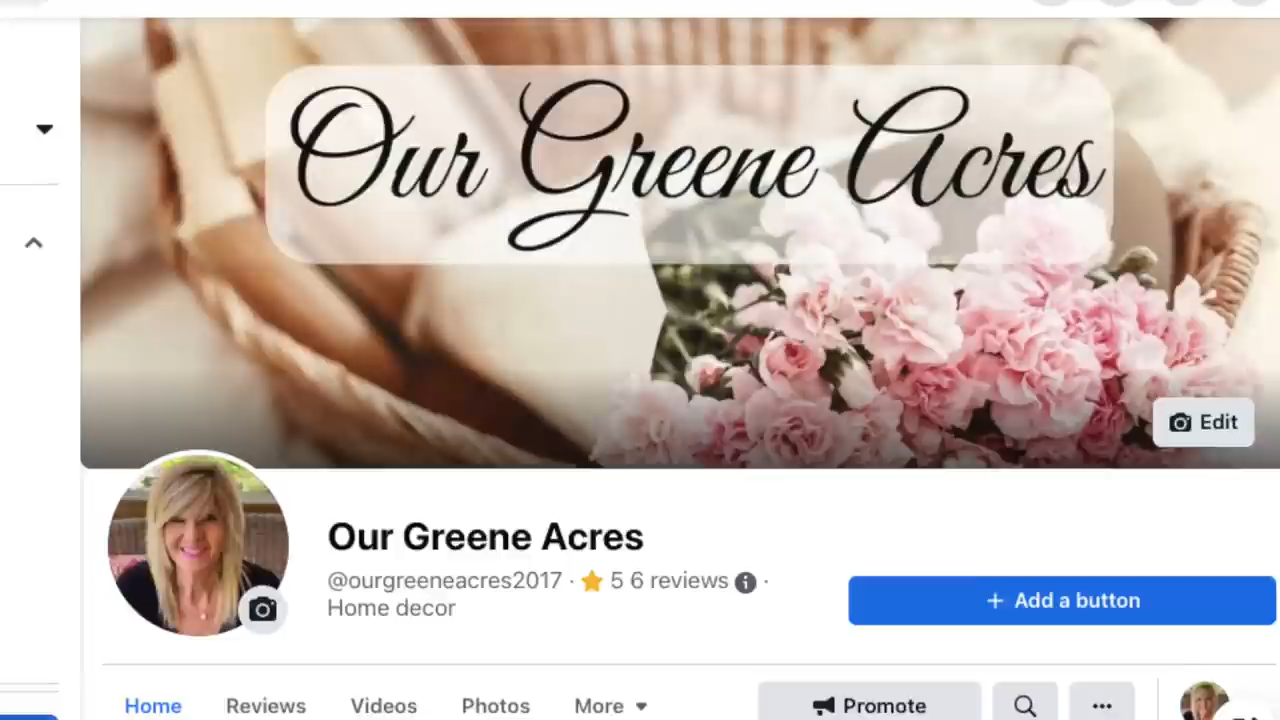 Our Greene Acres
Edit
Our Greene Acres
@ourgreeneacres2017 · 5 6 reviews ·
Home decor
+ Add a button
Home Reviews Videos Photos More Promote